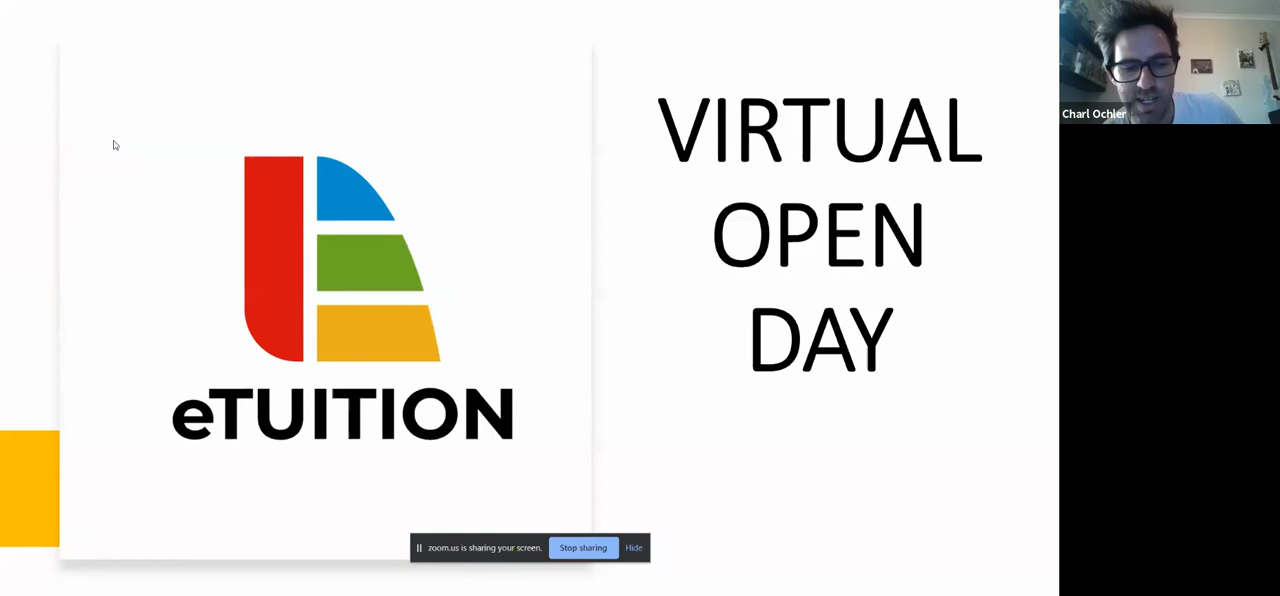 VIRTUAL
OPEN
DAY
eTUITION
zoom.us is sharing your screen. Stop sharing Hide
Charl Ochler